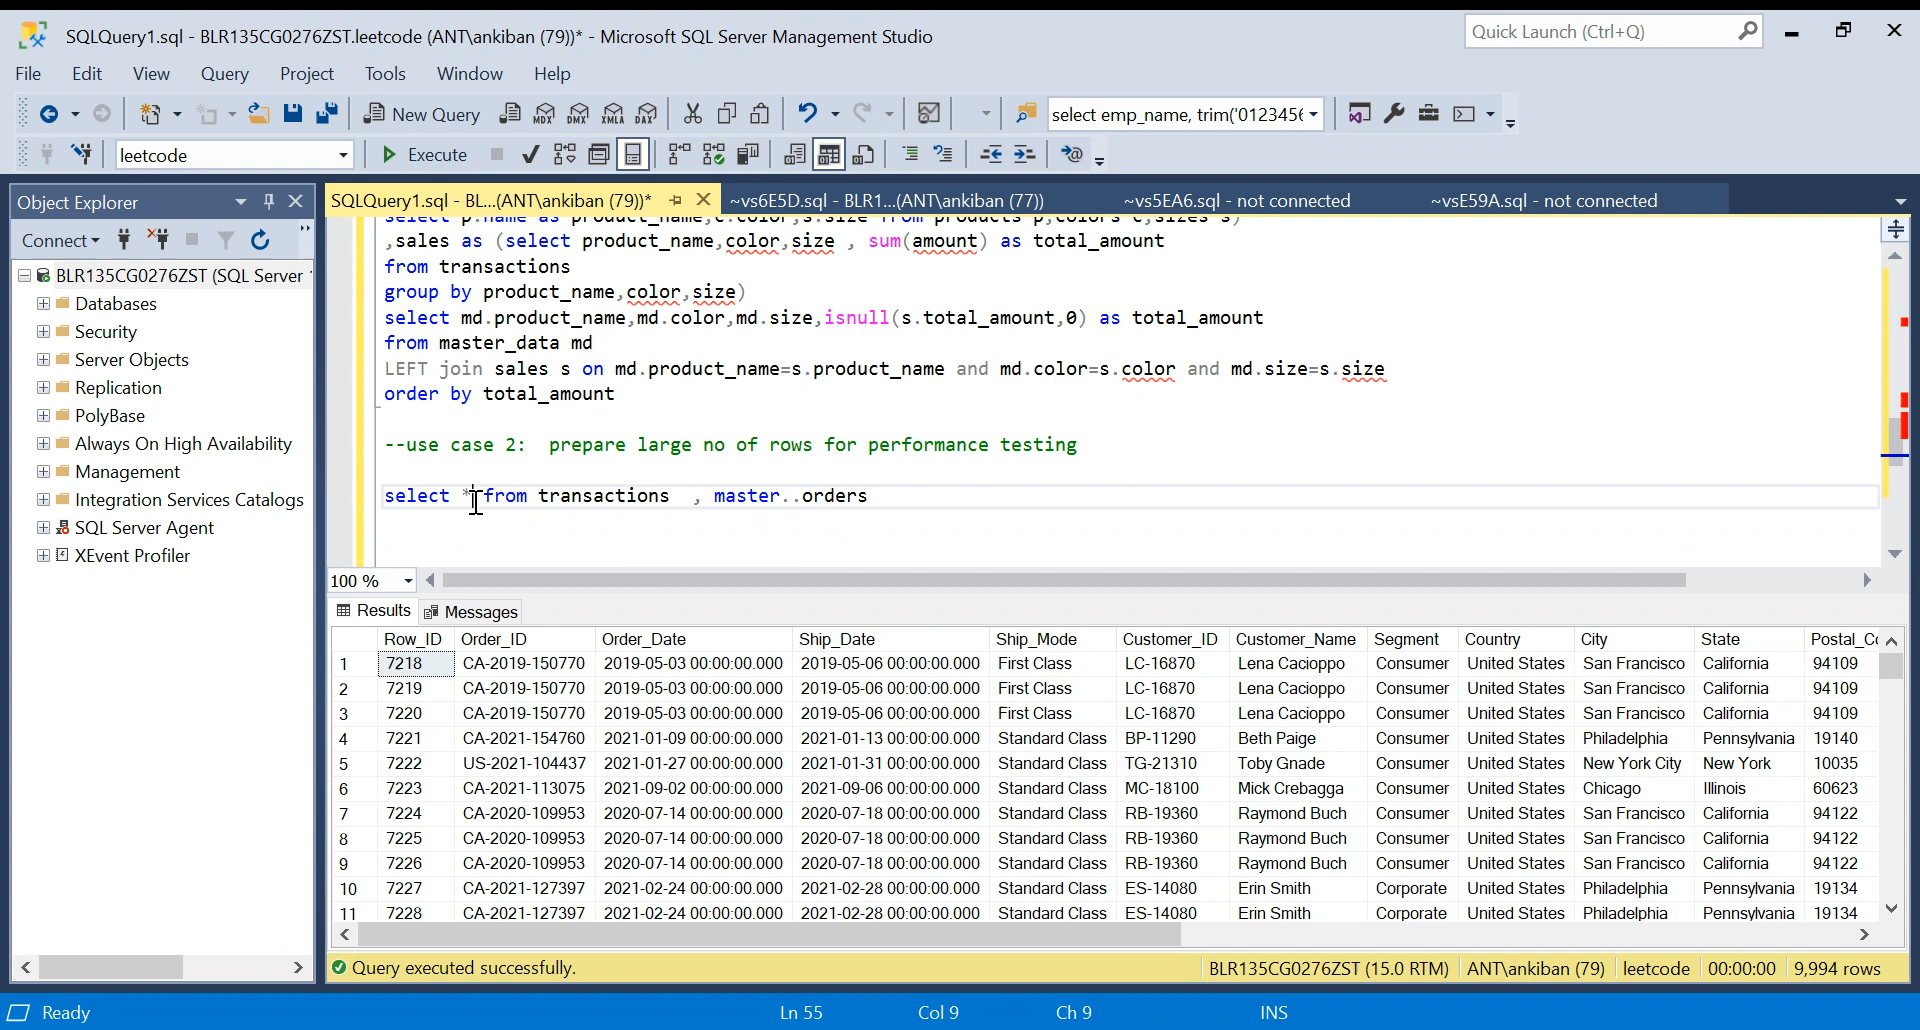 SQLQuery1.sql - BLR135CG0276ZST.leetcode (ANT\ankiban (79))* - Microsoft SQL Server Management Studio
Quick Launch (Ctrl+Q)
File Edit View Query Project Tools Window Help
New Query MDX DMX XMLA DAX select emp_name, trim('0123456
leetcode Execute
Object Explorer
SQLQuery1.sql - BL...(ANT\ankiban (79))* ~vs6E5D.sql - BLR1...(ANT\ankiban (77)) ~vs5EA6.sql - not connected ~vsE59A.sql - not connected
Connect
BLR135CG0276ZST (SQL Server
Databases
Security
Server Objects
Replication
PolyBase
Always On High Availability
Management
Integration Services Catalogs
SQL Server Agent
XEvent Profiler
select p.name as product_name,c.color,s.size from products p,colors c,sizes s)
,sales as (select product_name,color,size , sum(amount) as total_amount
from transactions
group by product_name,color,size)
select md.product_name,md.color,md.size,isnull(s.total_amount,0) as total_amount
from master_data md
LEFT join sales s on md.product_name=s.product_name and md.color=s.color and md.size=s.size
order by total_amount
--use case 2: prepare large no of rows for performance testing
select * from transactions , master..orders
100 %
Results Messages
Row_ID Order_ID Order_Date Ship_Date Ship_Mode Customer_ID Customer_Name Segment Country City State Postal_Co
1 7218 CA-2019-150770 2019-05-03 00:00:00.000 2019-05-06 00:00:00.000 First Class LC-16870 Lena Cacioppo Consumer United States San Francisco California 94109
2 7219 CA-2019-150770 2019-05-03 00:00:00.000 2019-05-06 00:00:00.000 First Class LC-16870 Lena Cacioppo Consumer United States San Francisco California 94109
3 7220 CA-2019-150770 2019-05-03 00:00:00.000 2019-05-06 00:00:00.000 First Class LC-16870 Lena Cacioppo Consumer United States San Francisco California 94109
4 7221 CA-2021-154760 2021-01-09 00:00:00.000 2021-01-13 00:00:00.000 Standard Class BP-11290 Beth Paige Consumer United States Philadelphia Pennsylvania 19140
5 7222 US-2021-104437 2021-01-27 00:00:00.000 2021-01-31 00:00:00.000 Standard Class TG-21310 Toby Gnade Consumer United States New York City New York 10035
6 7223 CA-2021-113075 2021-09-02 00:00:00.000 2021-09-06 00:00:00.000 Standard Class MC-18100 Mick Crebagga Consumer United States Chicago Illinois 60623
7 7224 CA-2020-109953 2020-07-14 00:00:00.000 2020-07-18 00:00:00.000 Standard Class RB-19360 Raymond Buch Consumer United States San Francisco California 94122
8 7225 CA-2020-109953 2020-07-14 00:00:00.000 2020-07-18 00:00:00.000 Standard Class RB-19360 Raymond Buch Consumer United States San Francisco California 94122
9 7226 CA-2020-109953 2020-07-14 00:00:00.000 2020-07-18 00:00:00.000 Standard Class RB-19360 Raymond Buch Consumer United States San Francisco California 94122
10 7227 CA-2021-127397 2021-02-24 00:00:00.000 2021-02-28 00:00:00.000 Standard Class ES-14080 Erin Smith Corporate United States Philadelphia Pennsylvania 19134
11 7228 CA-2021-127397 2021-02-24 00:00:00.000 2021-02-28 00:00:00.000 Standard Class ES-14080 Erin Smith Corporate United States Philadelphia Pennsylvania 19134
Query executed successfully. BLR135CG0276ZST (15.0 RTM) ANT\ankiban (79) leetcode 00:00:00 9,994 rows
Ready Ln 55 Col 9 Ch 9 INS